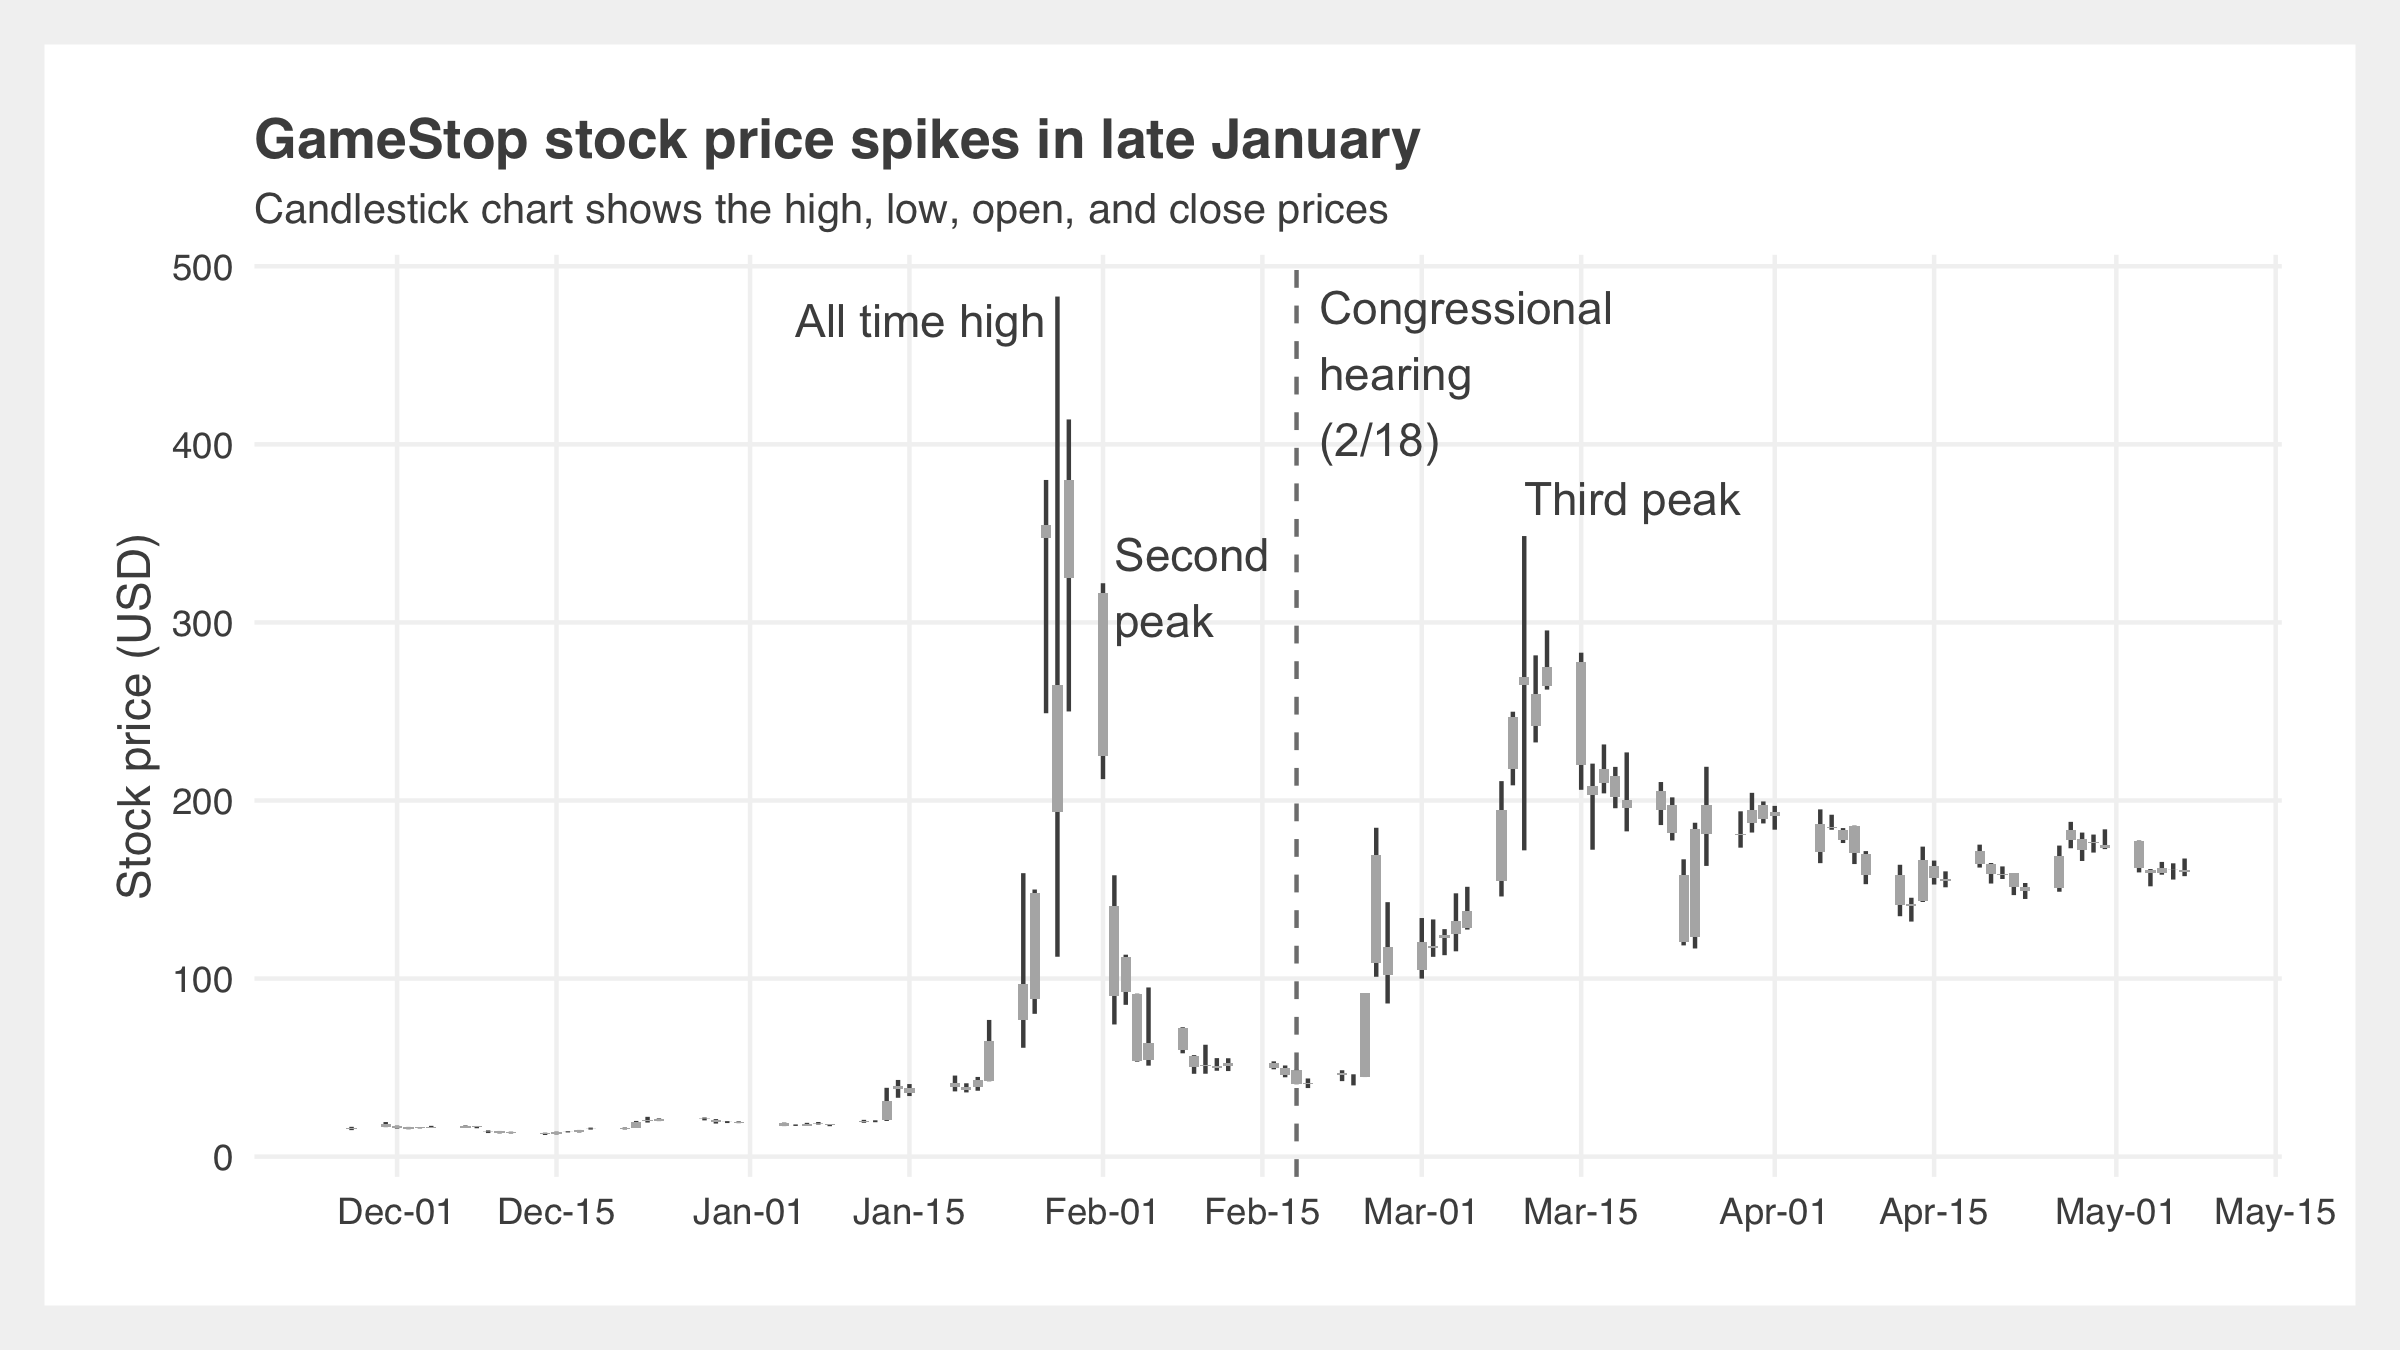 GameStop stock price spikes in late January
Candlestick chart shows the high, low, open, and close prices
Stock price (USD)
500
400
300
200
100
0
All time high
Second
peak
Congressional
hearing
(2/18)
Third peak
Dec-01 Dec-15 Jan-01 Jan-15 Feb-01 Feb-15 Mar-01 Mar-15 Apr-01 Apr-15 May-01 May-15